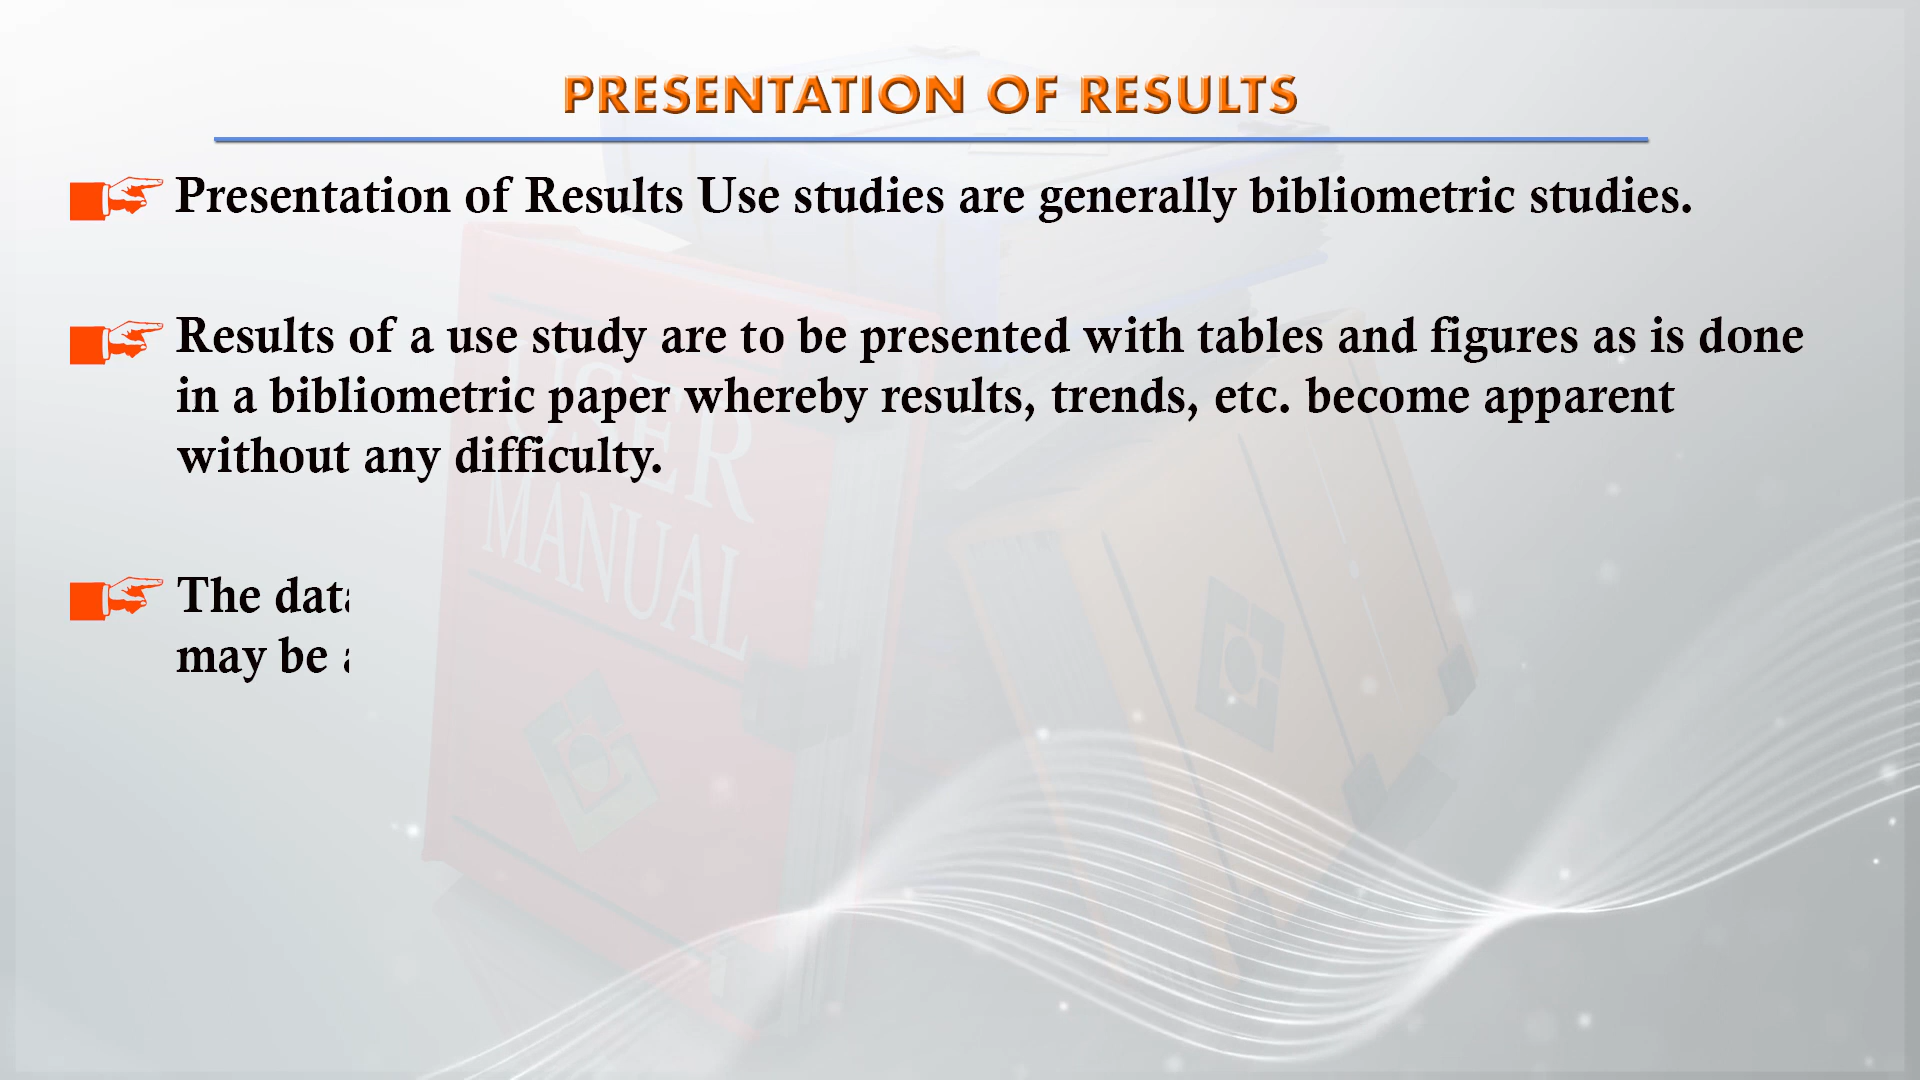 PRESENTATION OF RESULTS
Presentation of Results Use studies are generally bibliometric studies.
Results of a use study are to be presented with tables and figures as is done
in a bibliometric paper whereby results, trends, etc. become apparent
without any difficulty.
The
may be
USER
MANUAL